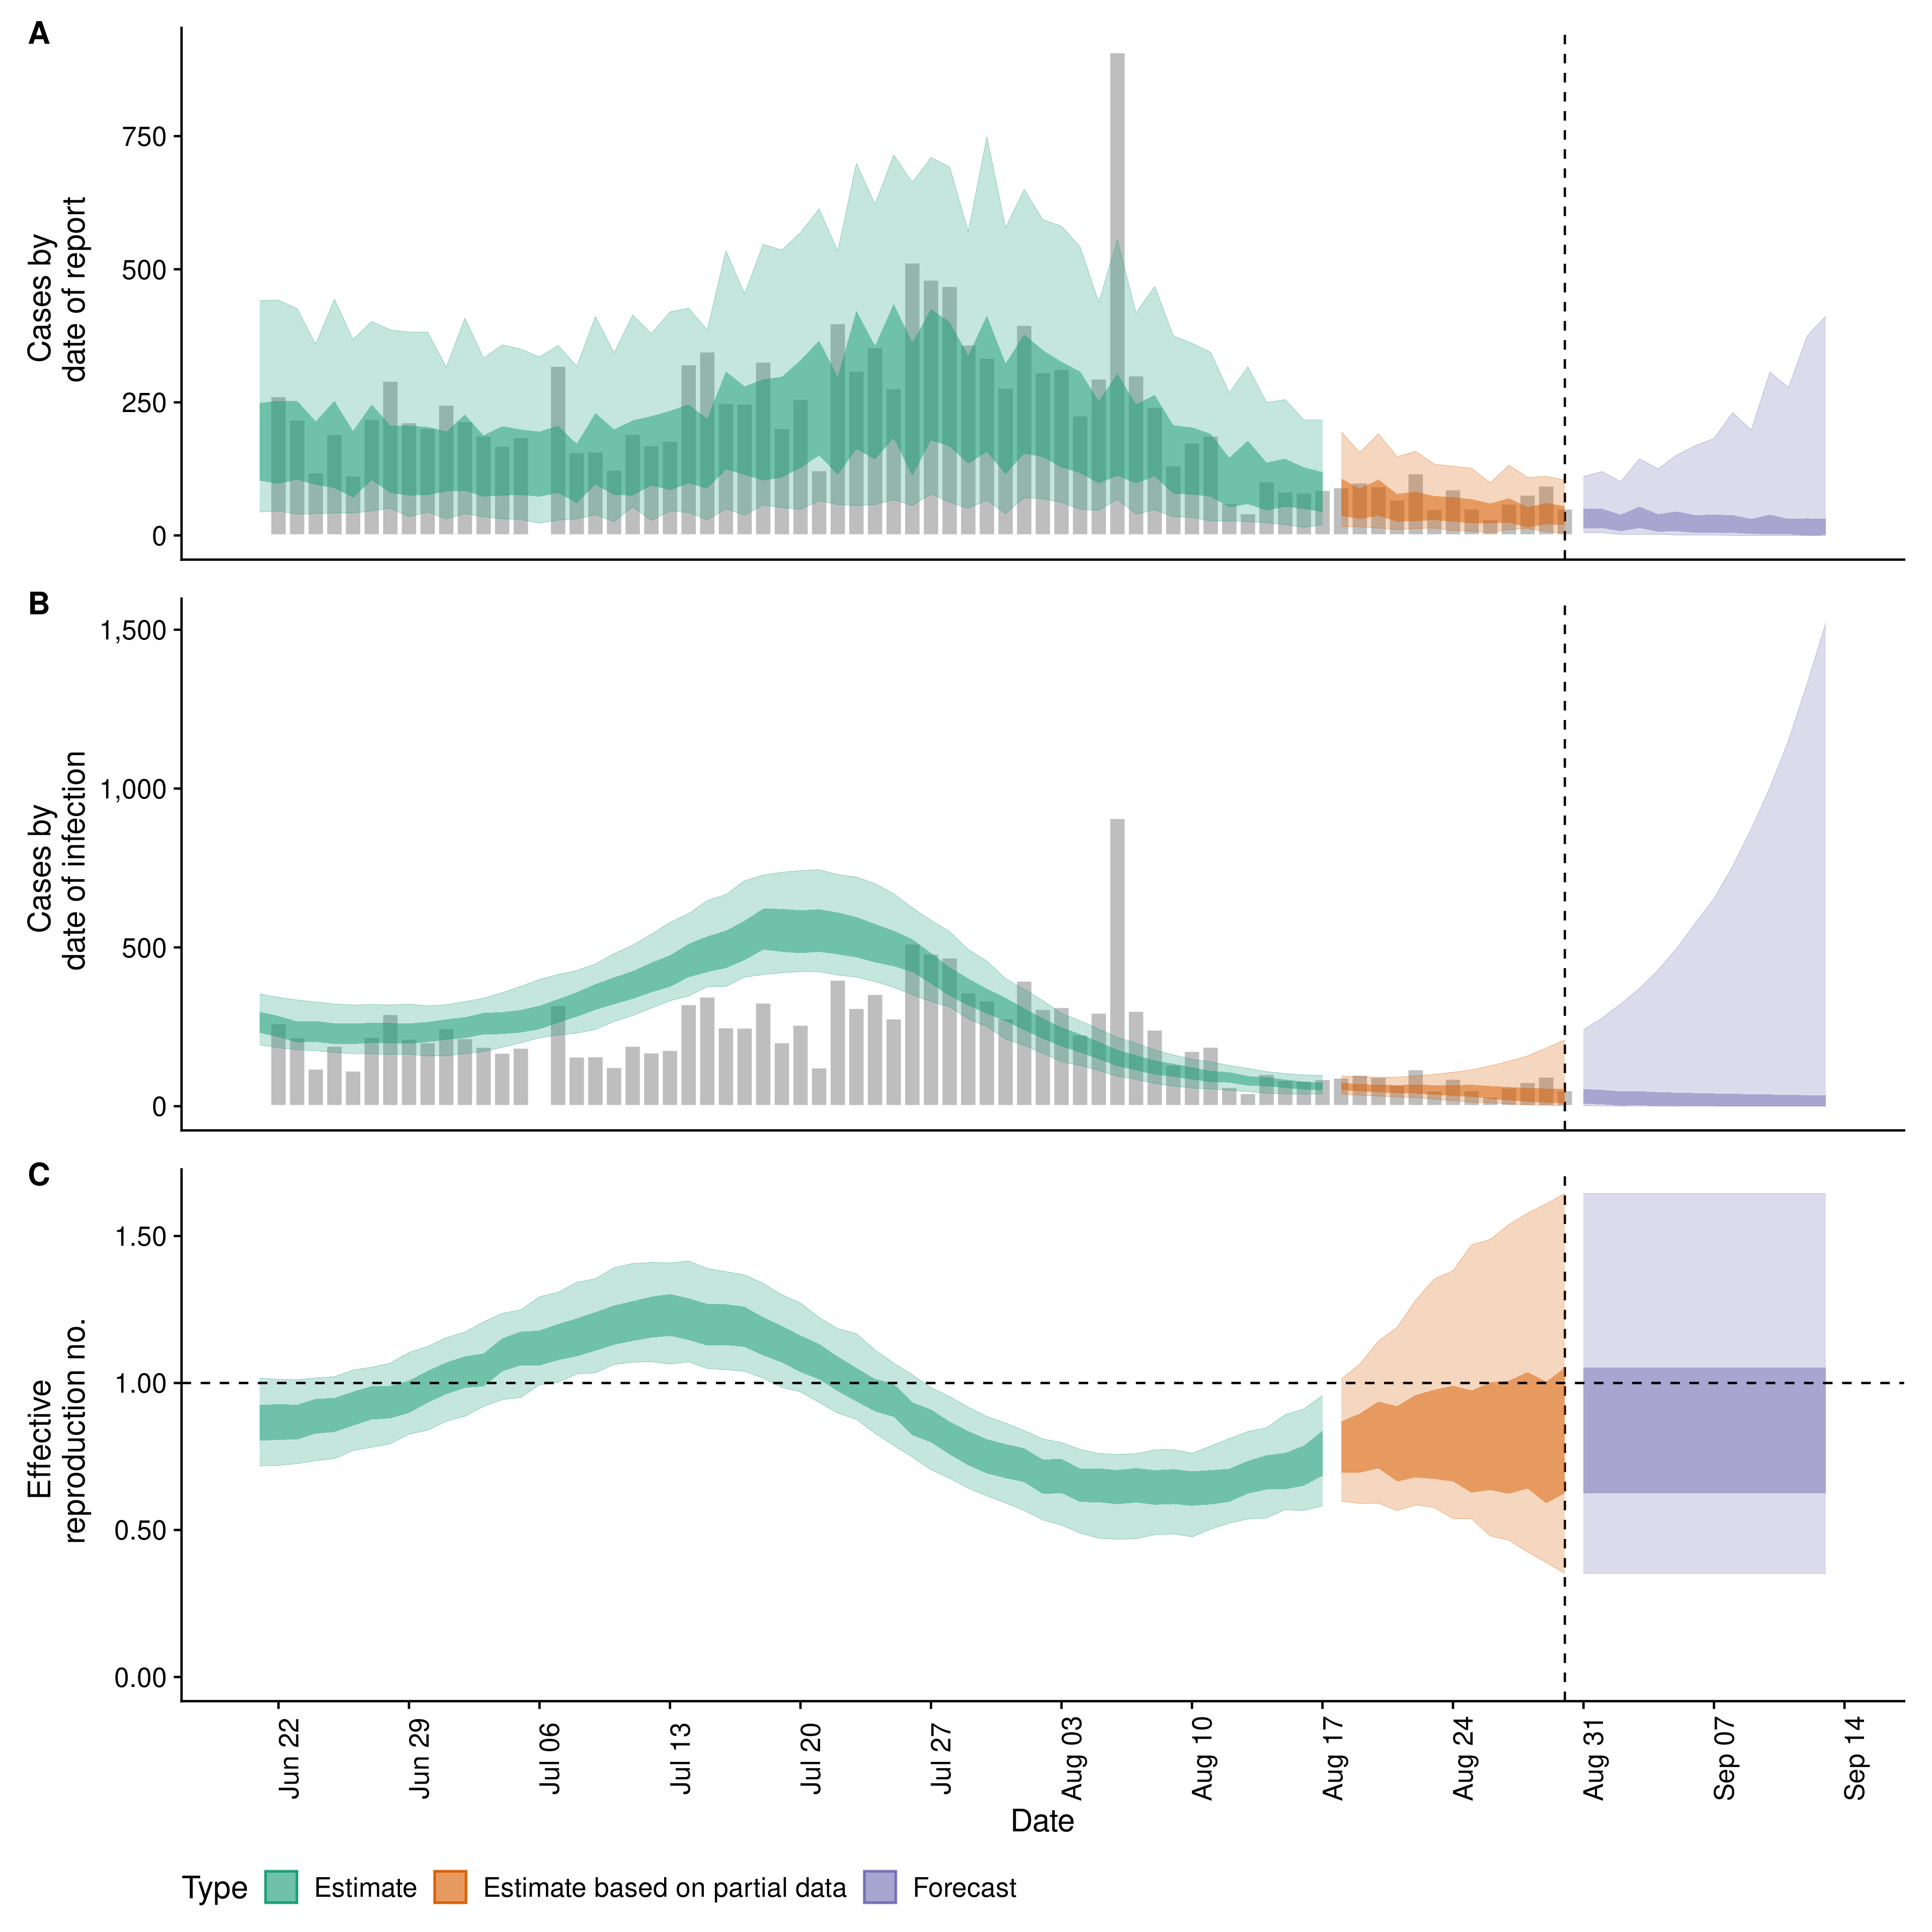 A
Cases by
date of report
750
500
250
0
B
Cases by
date of infection
1,500
1,000
500
0
C
Effective
reproduction no.
1.50
1.00
0.50
0.00
Jun 22
Jun 29
Jul 06
Jul 13
Jul 20
Jul 27
Aug 03
Aug 10
Aug 17
Aug 24
Aug 31
Sep 07
Sep 14
Date
Type Estimate Estimate based on partial data Forecast